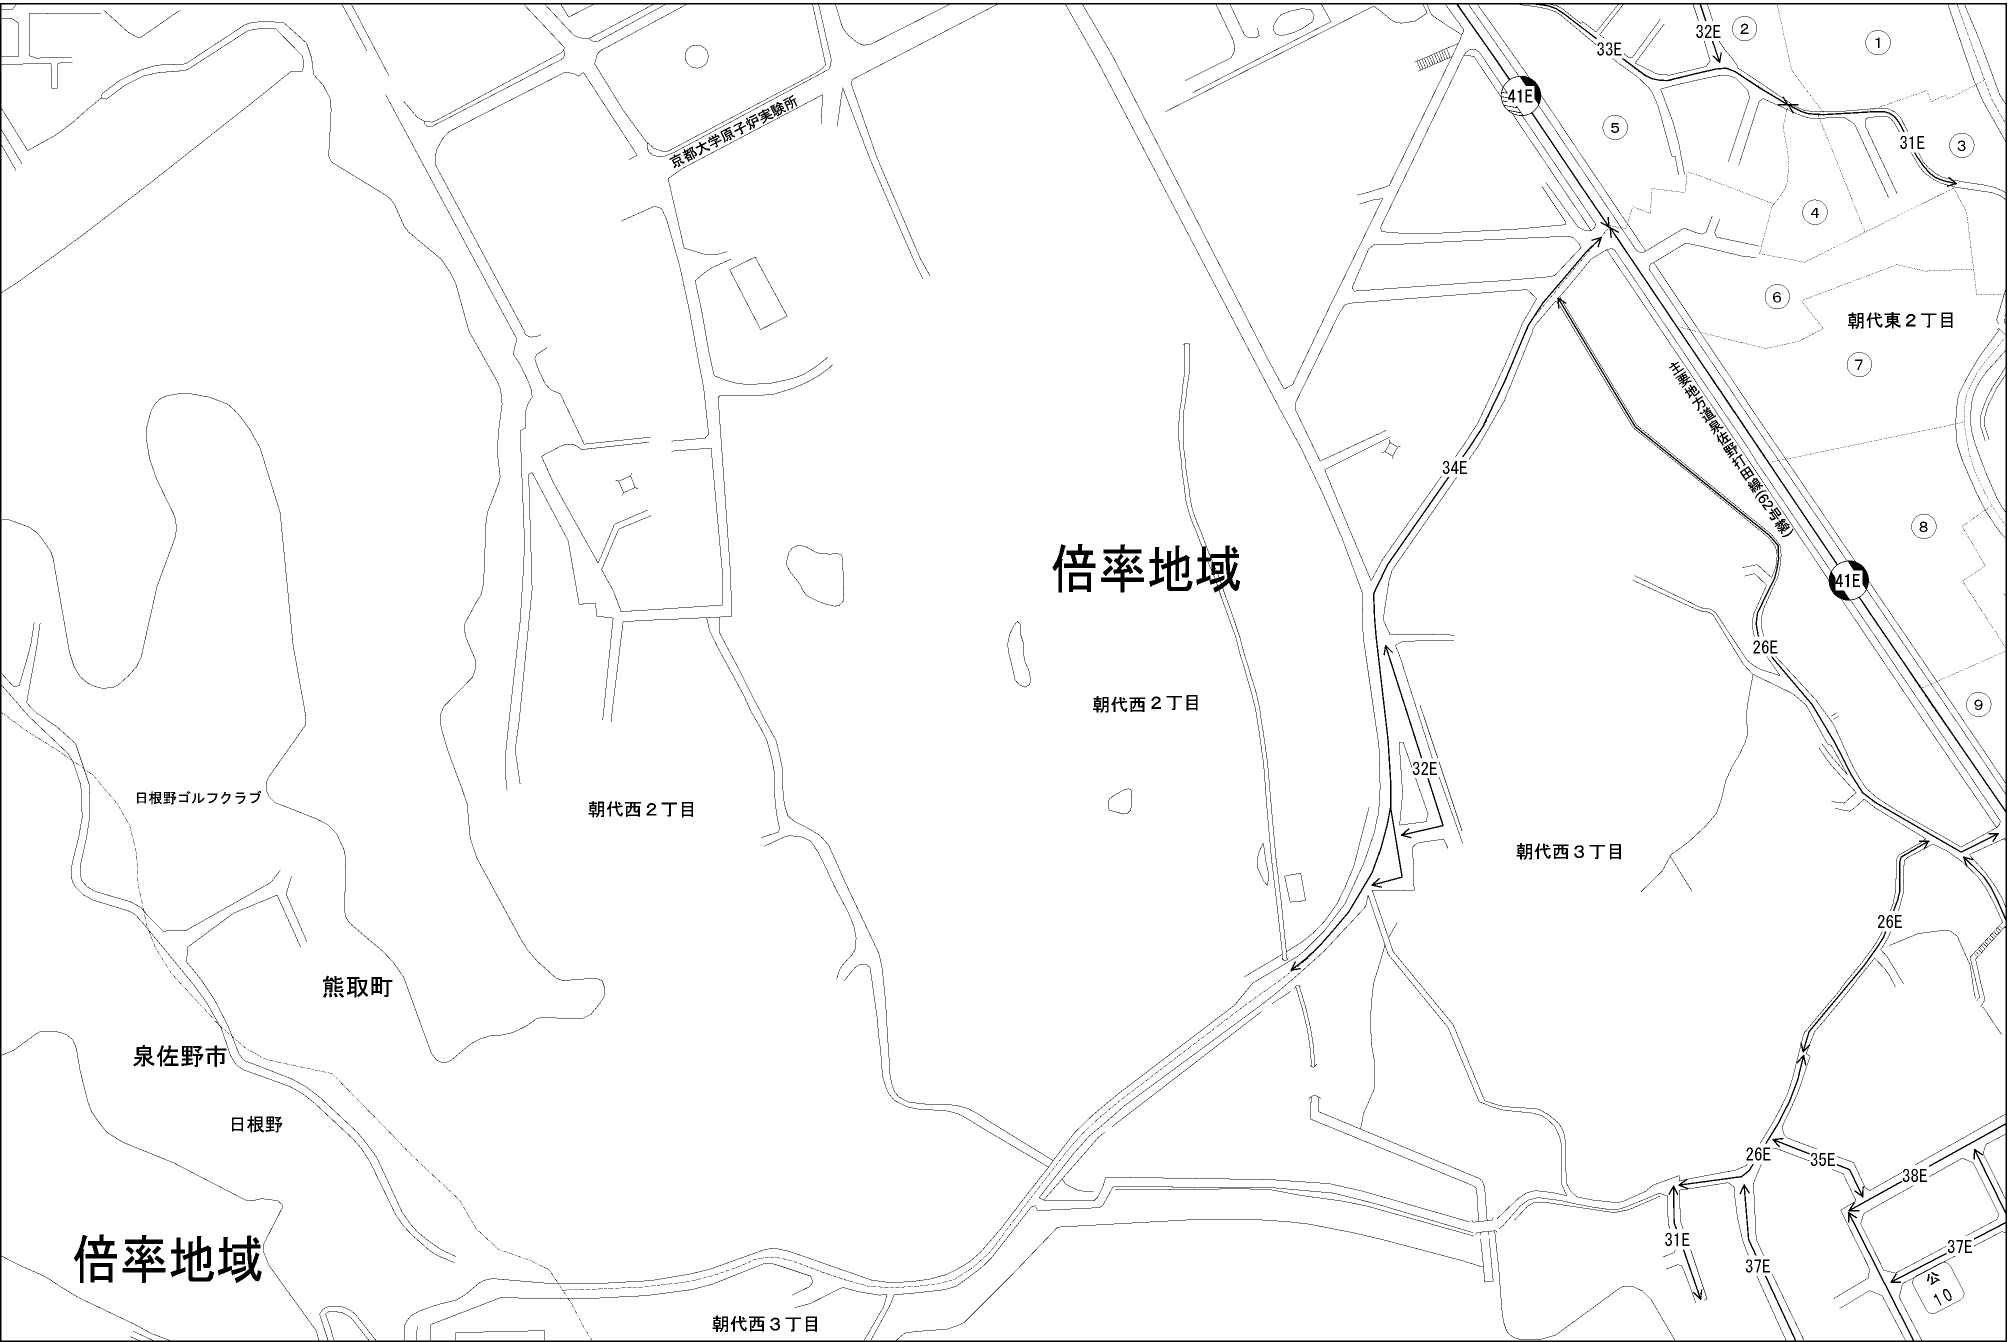 32E
②
①
33E
41E
京都大学原子炉実験所
⑤
31E
③
④
⑥
朝代東２丁目
⑦
主要地方道泉佐野打田線(62号線)
34E
⑧
倍率地域
41E
26E
朝代西２丁目
⑨
32E
日根野ゴルフクラブ
朝代西２丁目
朝代西３丁目
26E
熊取町
泉佐野市
日根野
26E
35E
38E
倍率地域
31E
37E
37E
公
10
朝代西３丁目